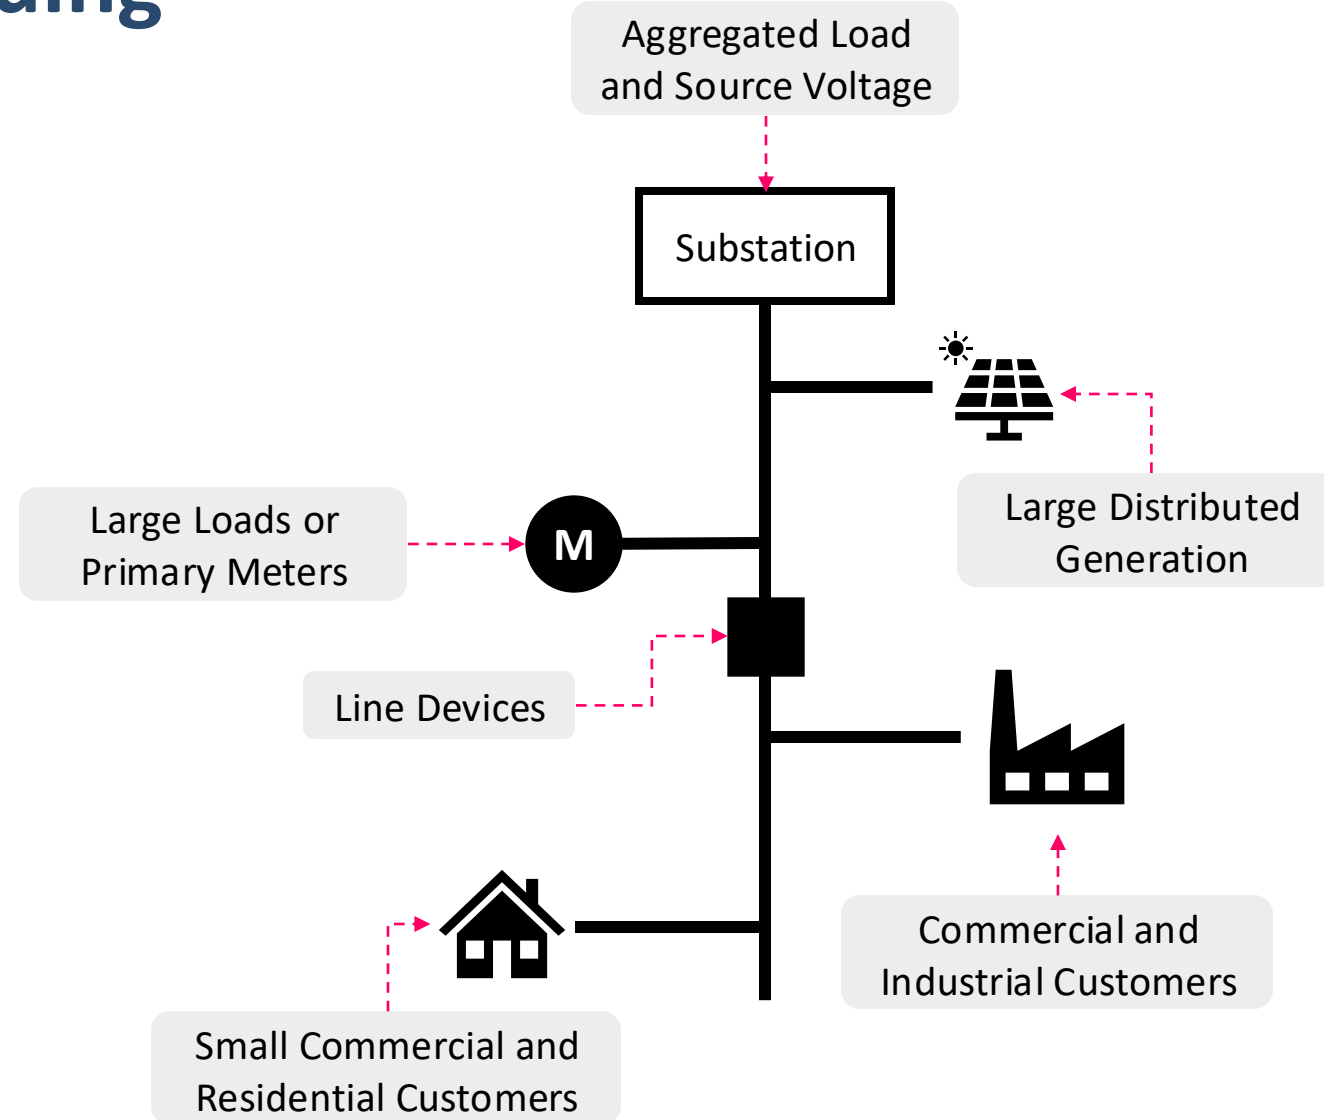 Aggregated Load
and Source Voltage
Substation
Large Distributed
Generation
Large Loads or
Primary Meters
M
Line Devices
Commercial and
Industrial Customers
Small Commercial and
Residential Customers